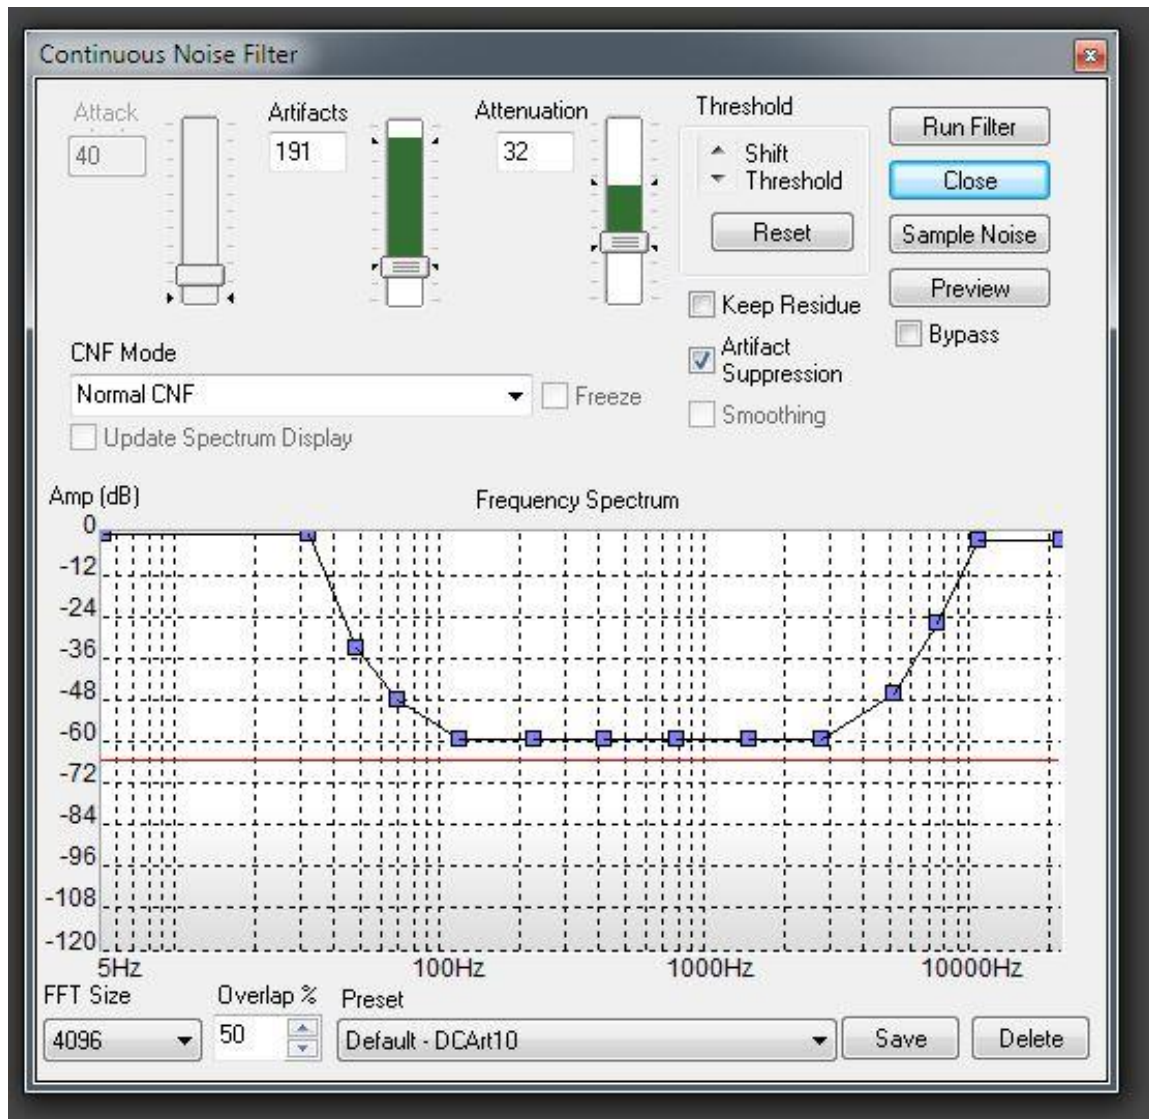 Continuous Noise Filter
Attack
40
Artifacts
191
Attenuation
32
Threshold
Shift
Threshold
Reset
Run Filter
Close
Sample Noise
Preview
Bypass
Keep Residue
Artifact
Suppression
Smoothing
CNF Mode
Normal CNF
Freeze
Update Spectrum Display
Amp (dB)
Frequency Spectrum
0
-12
-24
-36
-48
-60
-72
-84
-96
-108
-120
5Hz
100Hz
1000Hz
10000Hz
FFT Size
4096
Overlap %
50
Preset
Default - DCArt10
Save
Delete